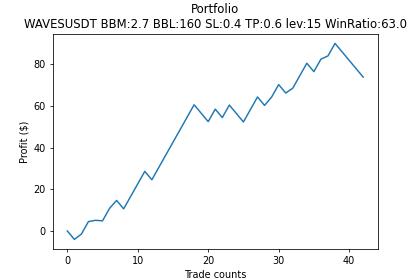 Portfolio
WAVESUSDT BBM:2.7 BBL:160 SL:0.4 TP:0.6 lev:15 WinRatio:63.0
Profit ($)
80
60
40
20
0
0 10 20 30 40
Trade counts